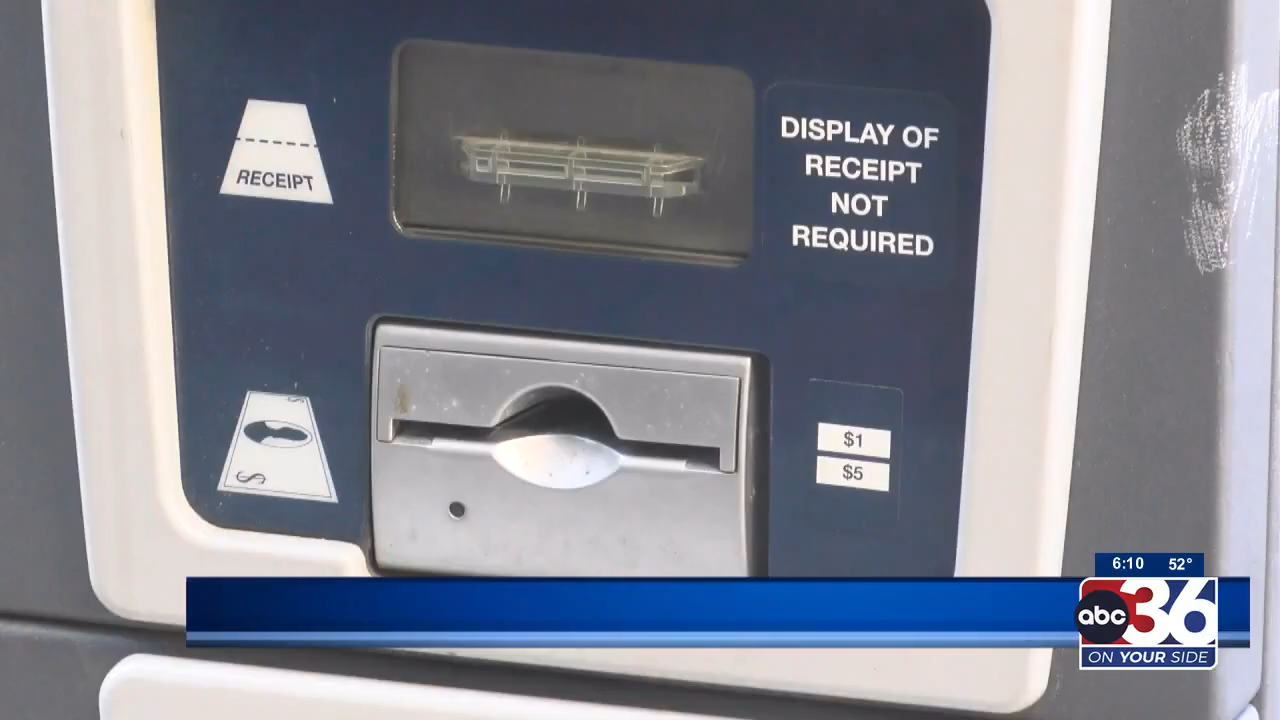 DISPLAY OF
RECEIPT
NOT
REQUIRED
RECEIPT
$
$1
$5
$
6:10 52°
abc 36
ON YOUR SIDE